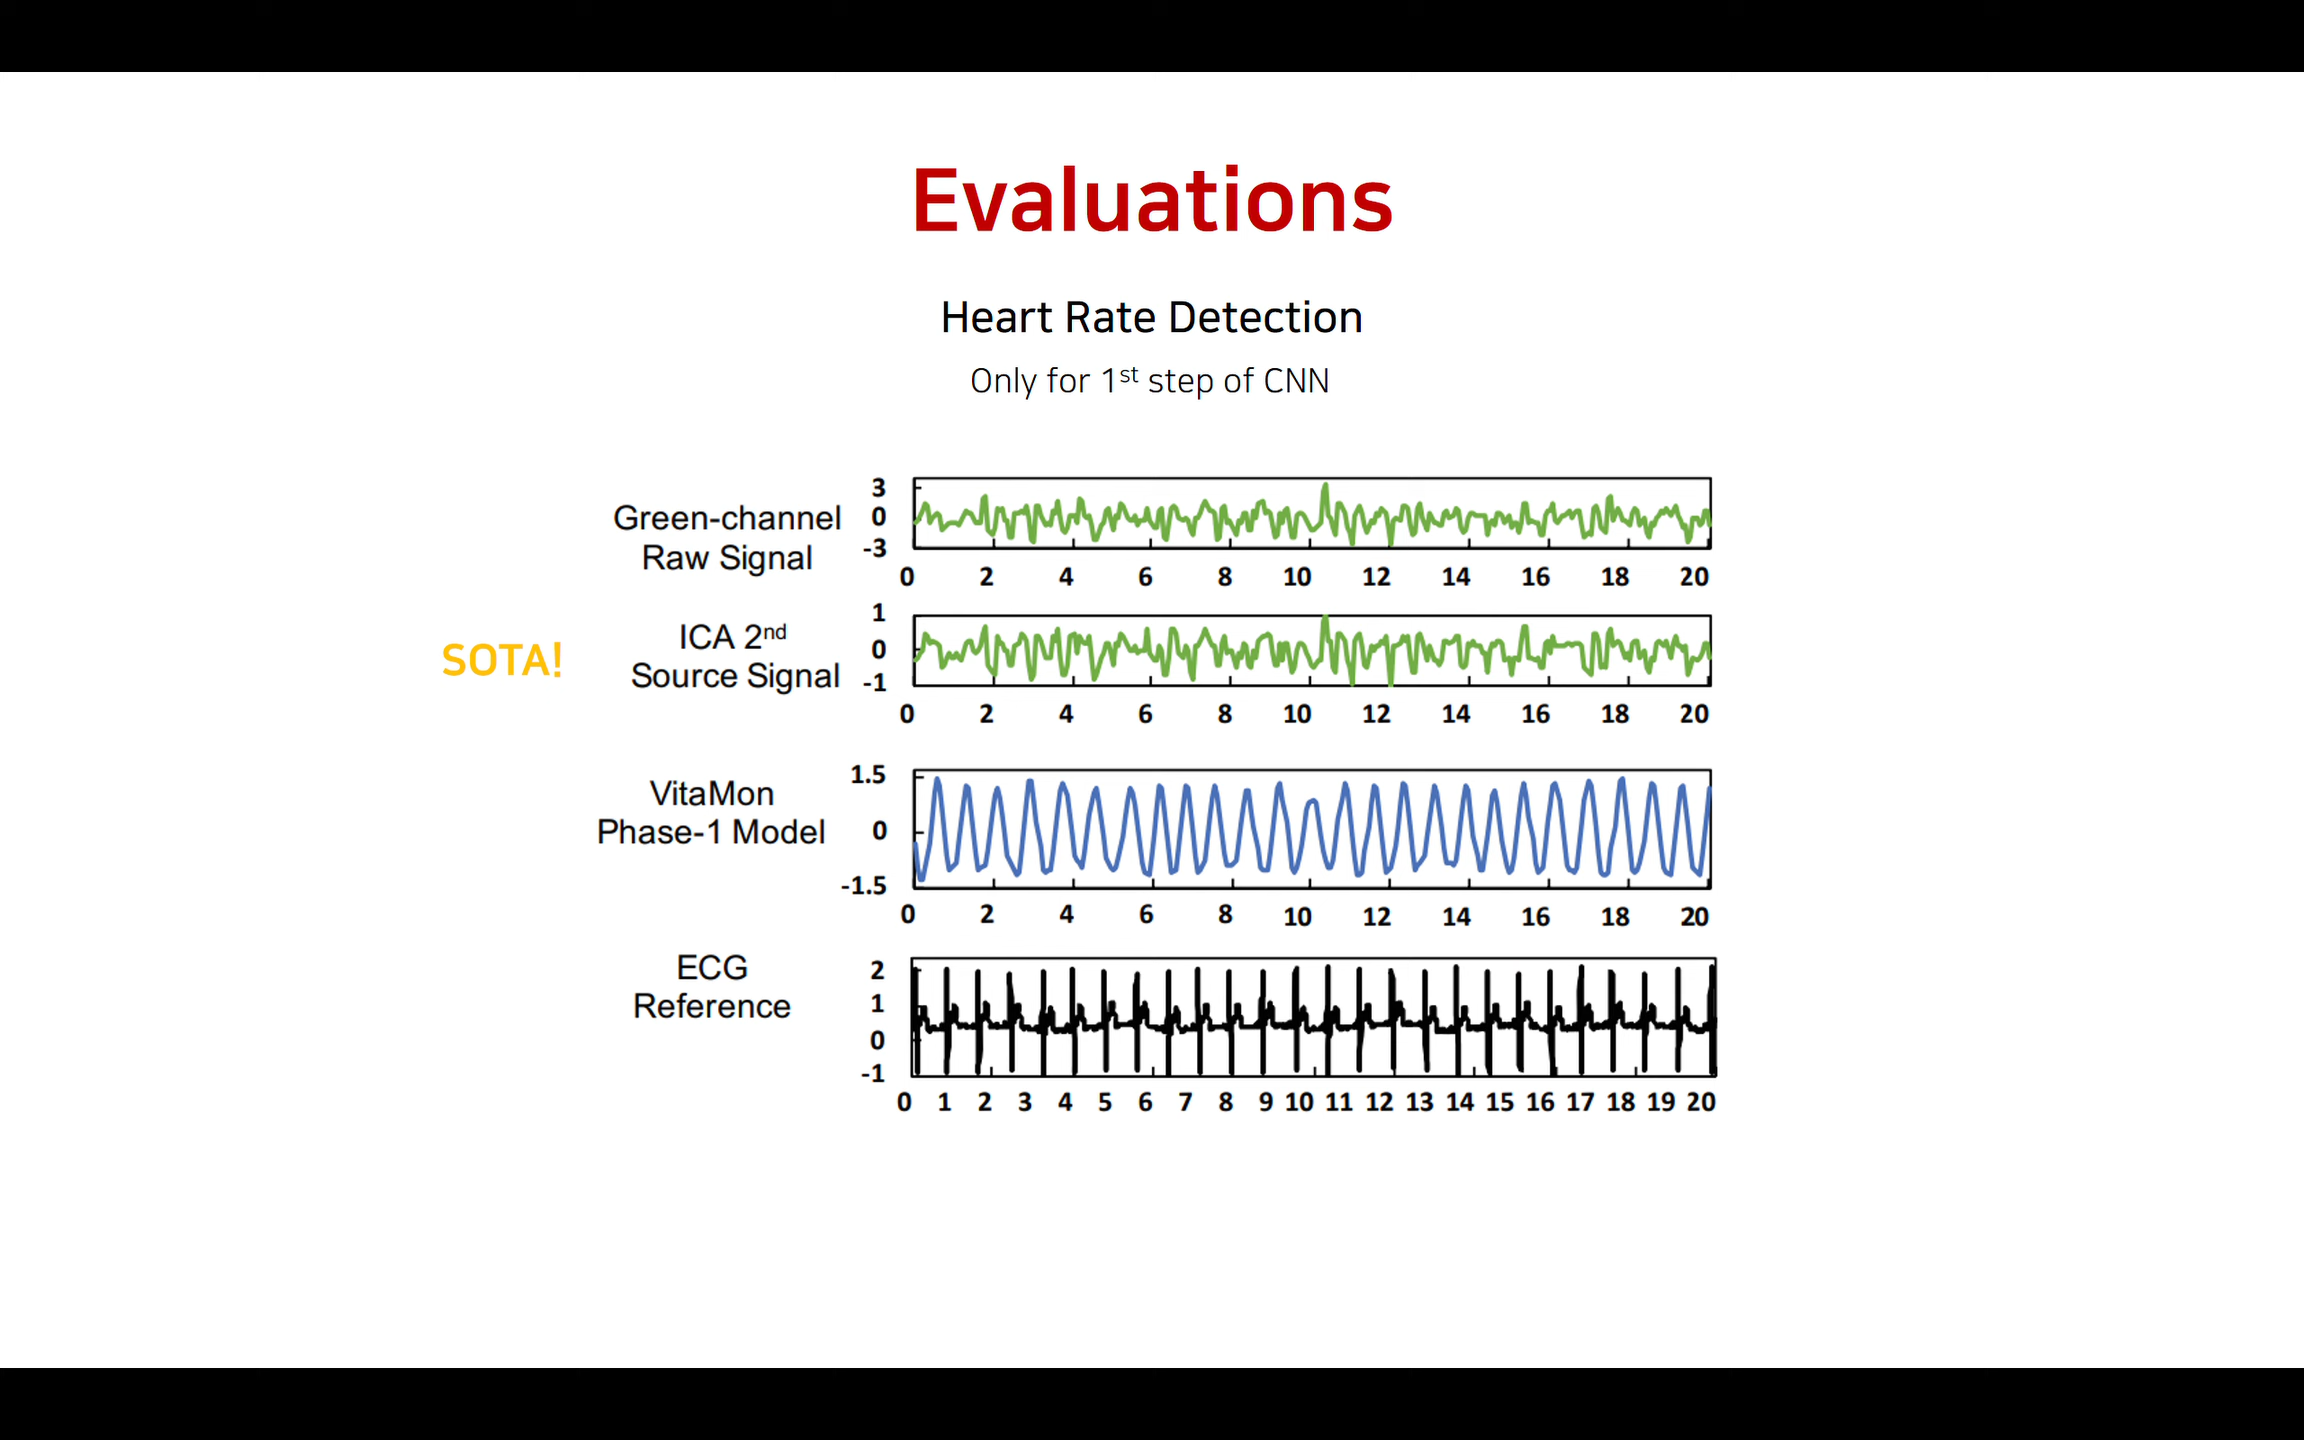 Evaluations
Heart Rate Detection
Only for 1st step of CNN
Green-channel
Raw Signal
3
0
-3
0 2 4 6 8 10 12 14 16 18 20
SOTA!
ICA 2nd
Source Signal
1
0
-1
0 2 4 6 8 10 12 14 16 18 20
VitaMon
Phase-1 Model
1.5
0
-1.5
0 2 4 6 8 10 12 14 16 18 20
ECG
Reference
2
1
0
-1
0 1 2 3 4 5 6 7 8 9 10 11 12 13 14 15 16 17 18 19 20